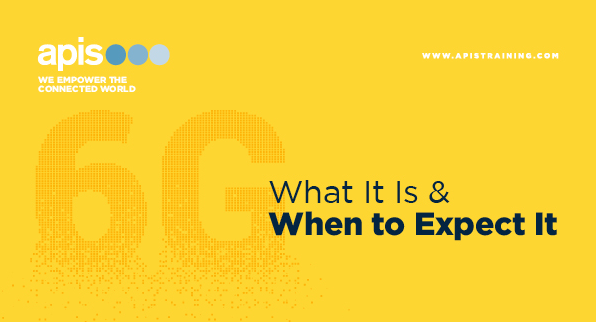 apis
WWW.APISTRAINING.COM
WE EMPOWER THE
CONNECTED WORLD
6G
What It Is &
When to Expect It